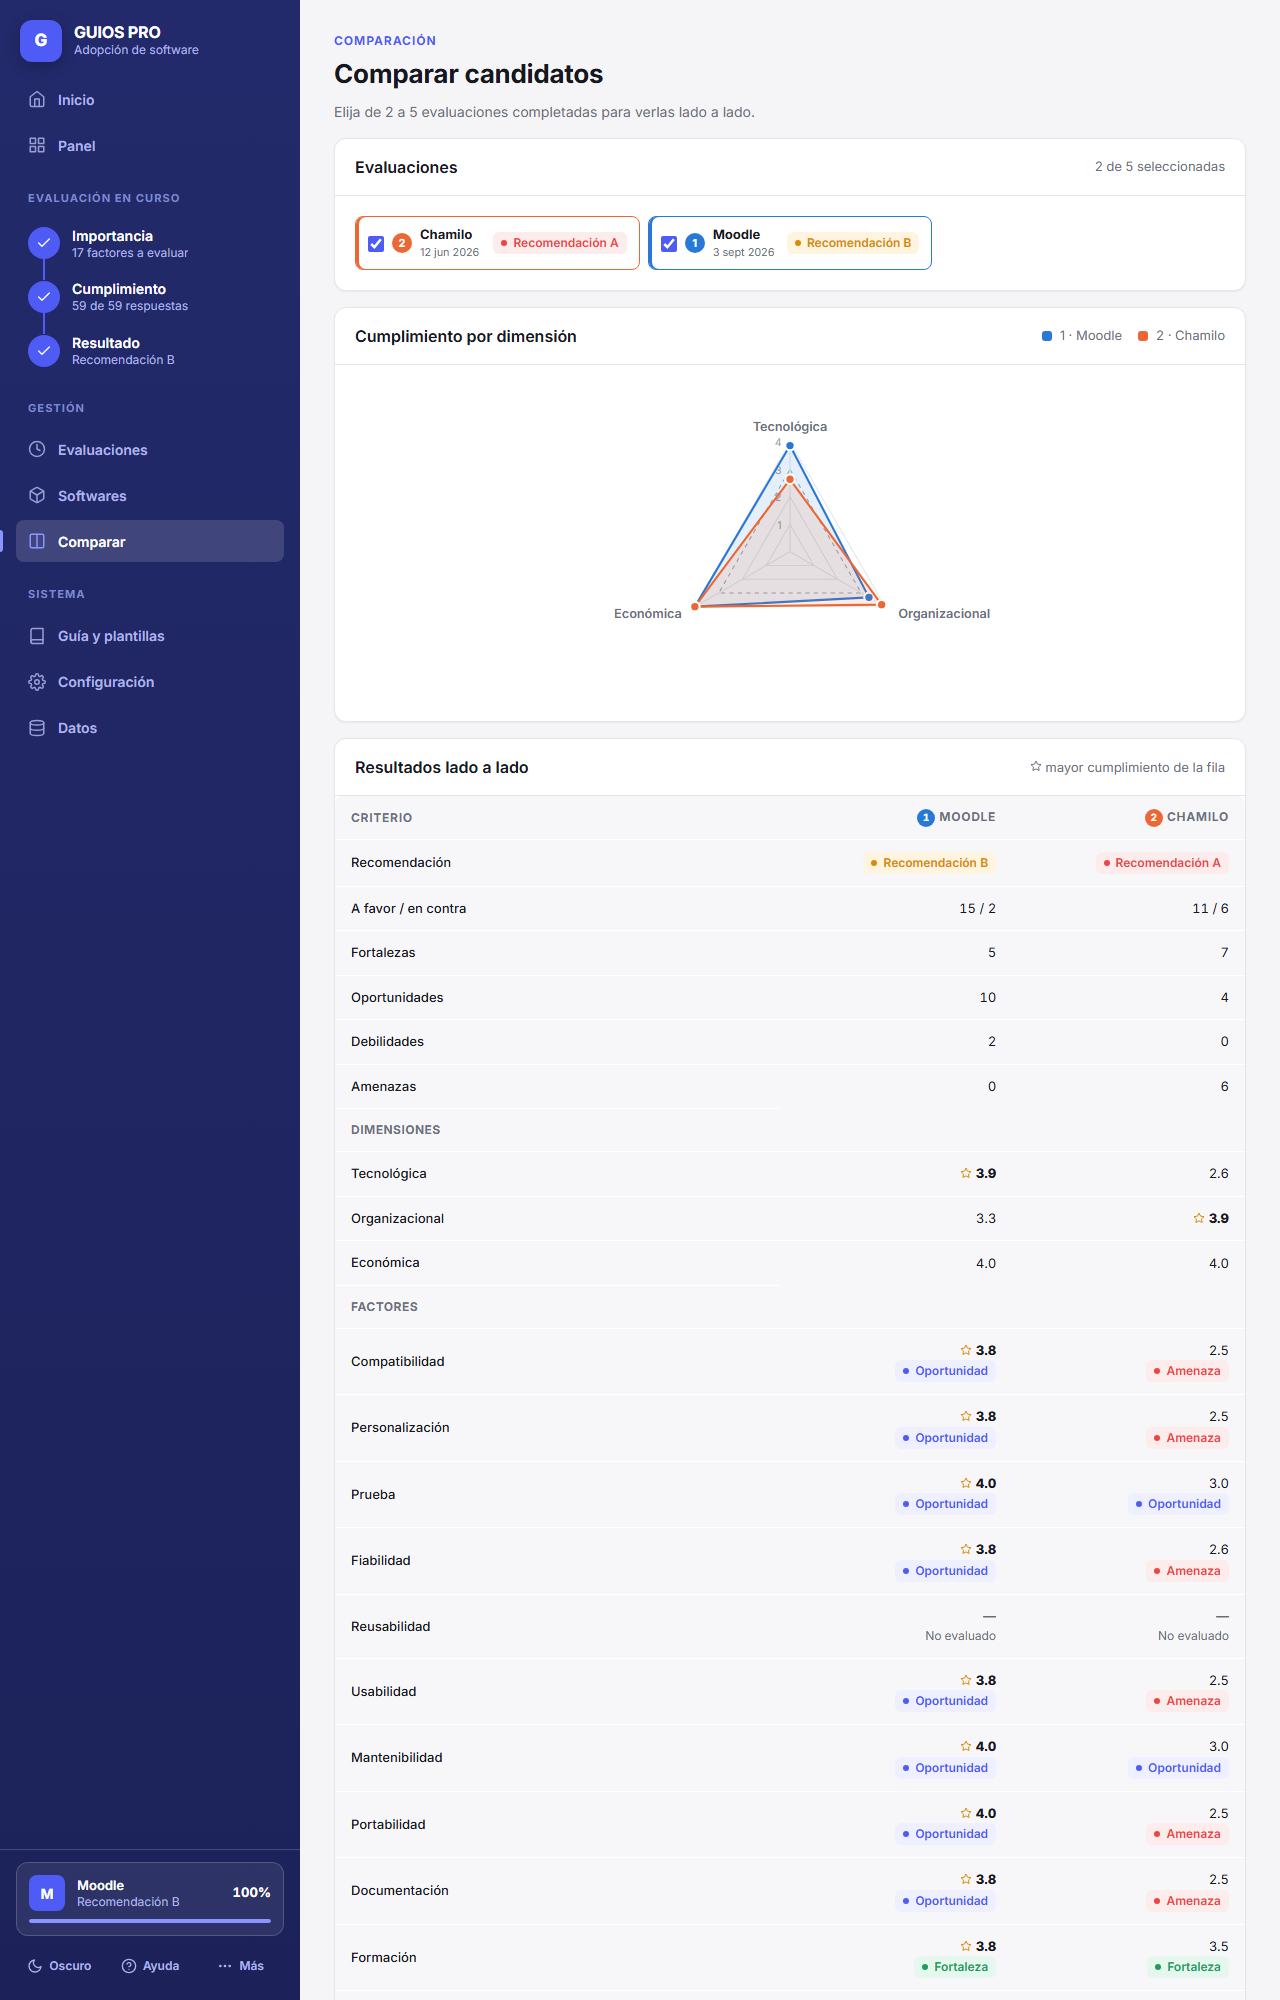 G
GUIOS PRO
Adopción de software
Inicio
Panel
EVALUACIÓN EN CURSO
Importancia
17 factores a evaluar
Cumplimiento
59 de 59 respuestas
Resultado
Recomendación B
GESTIÓN
Evaluaciones
Softwares
Comparar
SISTEMA
Guía y plantillas
Configuración
Datos
M
Moodle
Recomendación B
100%
Oscuro
Ayuda
Más
COMPARACIÓN
Comparar candidatos
Elija de 2 a 5 evaluaciones completadas para verlas lado a lado.
Evaluaciones
2 de 5 seleccionadas
2
Chamilo
12 jun 2026
Recomendación A
1
Moodle
3 sept 2026
Recomendación B
Cumplimiento por dimensión
1 · Moodle
2 · Chamilo
Tecnológica
4
3
2
1
Económica
Organizacional
Resultados lado a lado
mayor cumplimiento de la fila
CRITERIO 1 MOODLE 2 CHAMILO
Recomendación Recomendación B Recomendación A
A favor / en contra 15 / 2 11 / 6
Fortalezas 5 7
Oportunidades 10 4
Debilidades 2 0
Amenazas 0 6
DIMENSIONES
Tecnológica 3.9 2.6
Organizacional 3.3 3.9
Económica 4.0 4.0
FACTORES
Compatibilidad 3.8 2.5
Oportunidad Amenaza
Personalización 3.8 2.5
Oportunidad Amenaza
Prueba 4.0 3.0
Oportunidad Oportunidad
Fiabilidad 3.8 2.6
Oportunidad Amenaza
Reusabilidad — —
No evaluado No evaluado
Usabilidad 3.8 2.5
Oportunidad Amenaza
Mantenibilidad 4.0 3.0
Oportunidad Oportunidad
Portabilidad 4.0 2.5
Oportunidad Amenaza
Documentación 3.8 2.5
Oportunidad Amenaza
Formación 3.8 3.5
Fortaleza Fortaleza